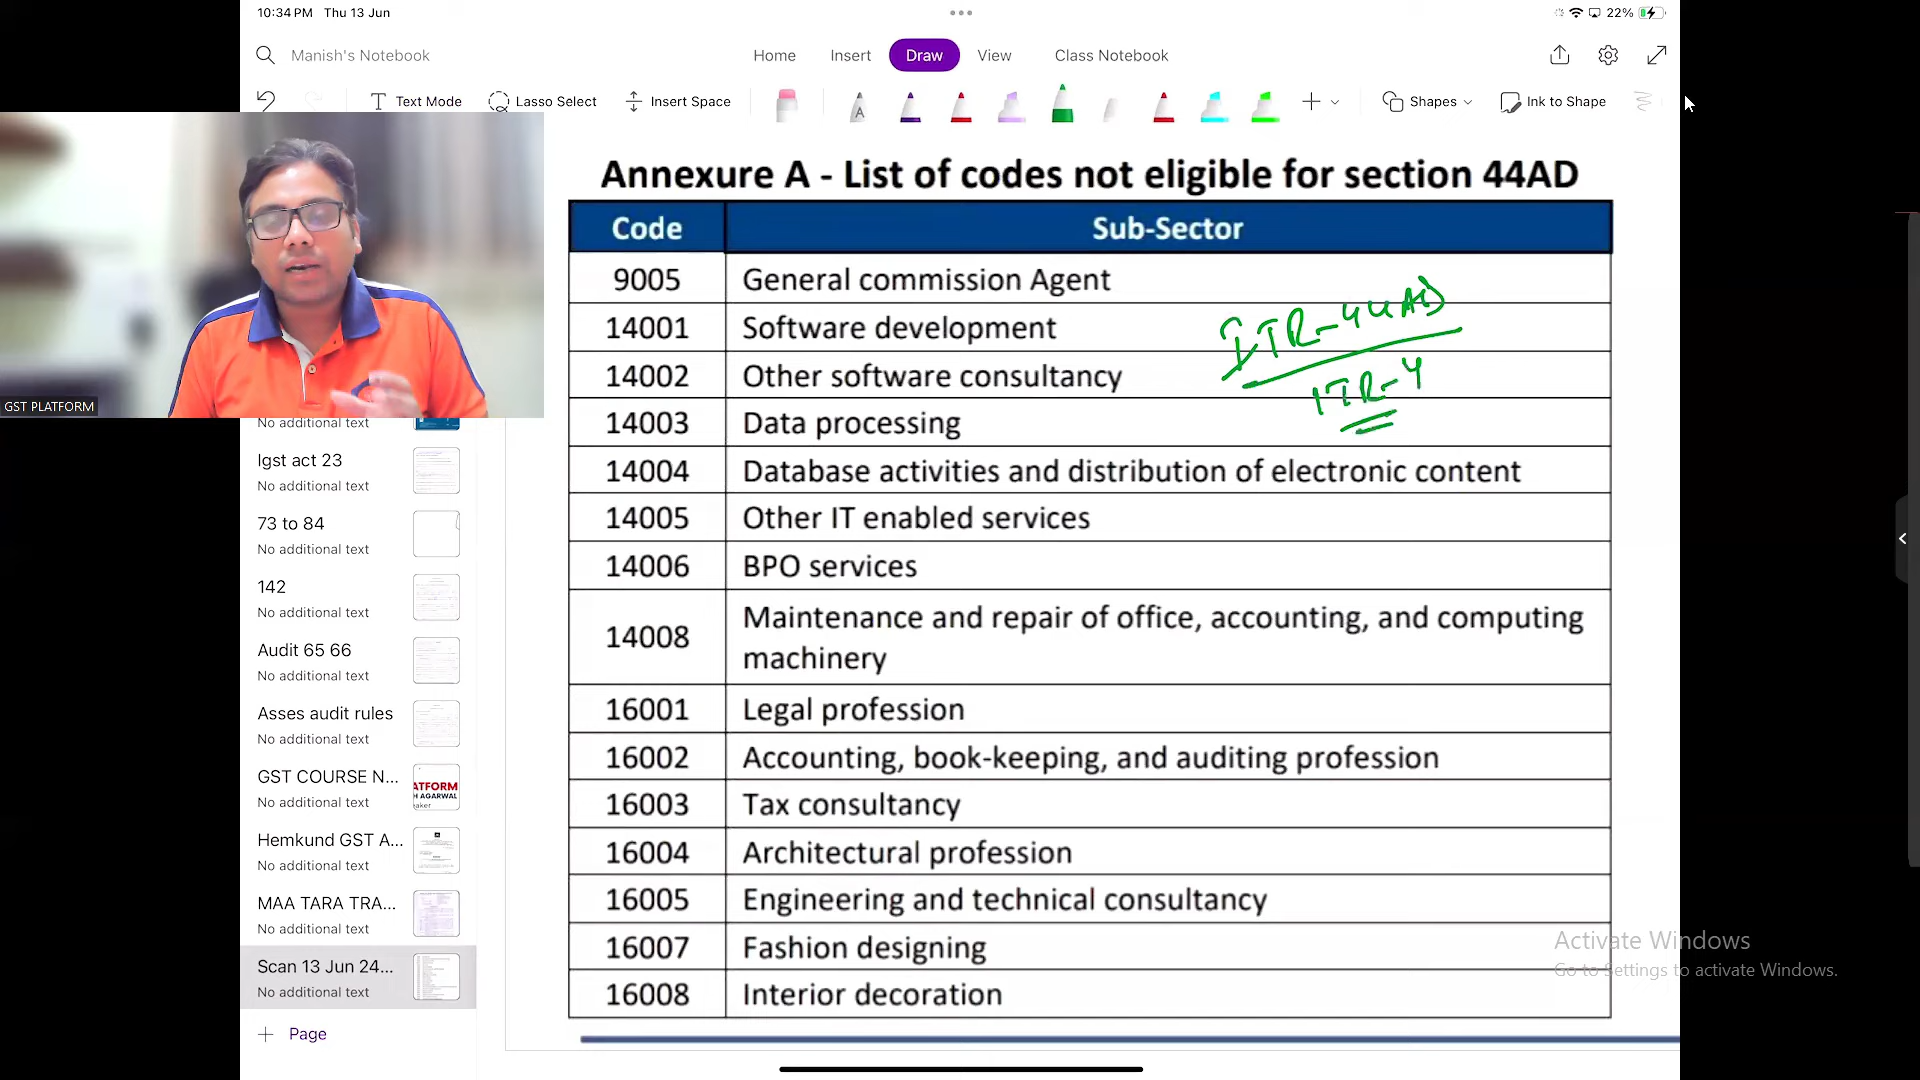 10:34 PM Thu 13 Jun
22%
Manish's Notebook
Home Insert Draw View Class Notebook
Text Mode Lasso Select Insert Space A Shapes Ink to Shape
GST PLATFORM
No additional text
Igst act 23
No additional text
73 to 84
No additional text
142
No additional text
Audit 65 66
No additional text
Asses audit rules
No additional text
GST COURSE N...
No additional text
ATFORM
H AGARWAL
eaker
Hemkund GST A...
No additional text
MAA TARA TRA...
No additional text
Scan 13 Jun 24...
No additional text
Page
Annexure A - List of codes not eligible for section 44AD
Code Sub-Sector
9005 General commission Agent
14001 Software development
14002 Other software consultancy
14003 Data processing
14004 Database activities and distribution of electronic content
14005 Other IT enabled services
14006 BPO services
14008 Maintenance and repair of office, accounting, and computing
machinery
16001 Legal profession
16002 Accounting, book-keeping, and auditing profession
16003 Tax consultancy
16004 Architectural profession
16005 Engineering and technical consultancy
16007 Fashion designing
16008 Interior decoration
ITR-44AD
ITR-4
Activate Windows
Go to Settings to activate Windows.